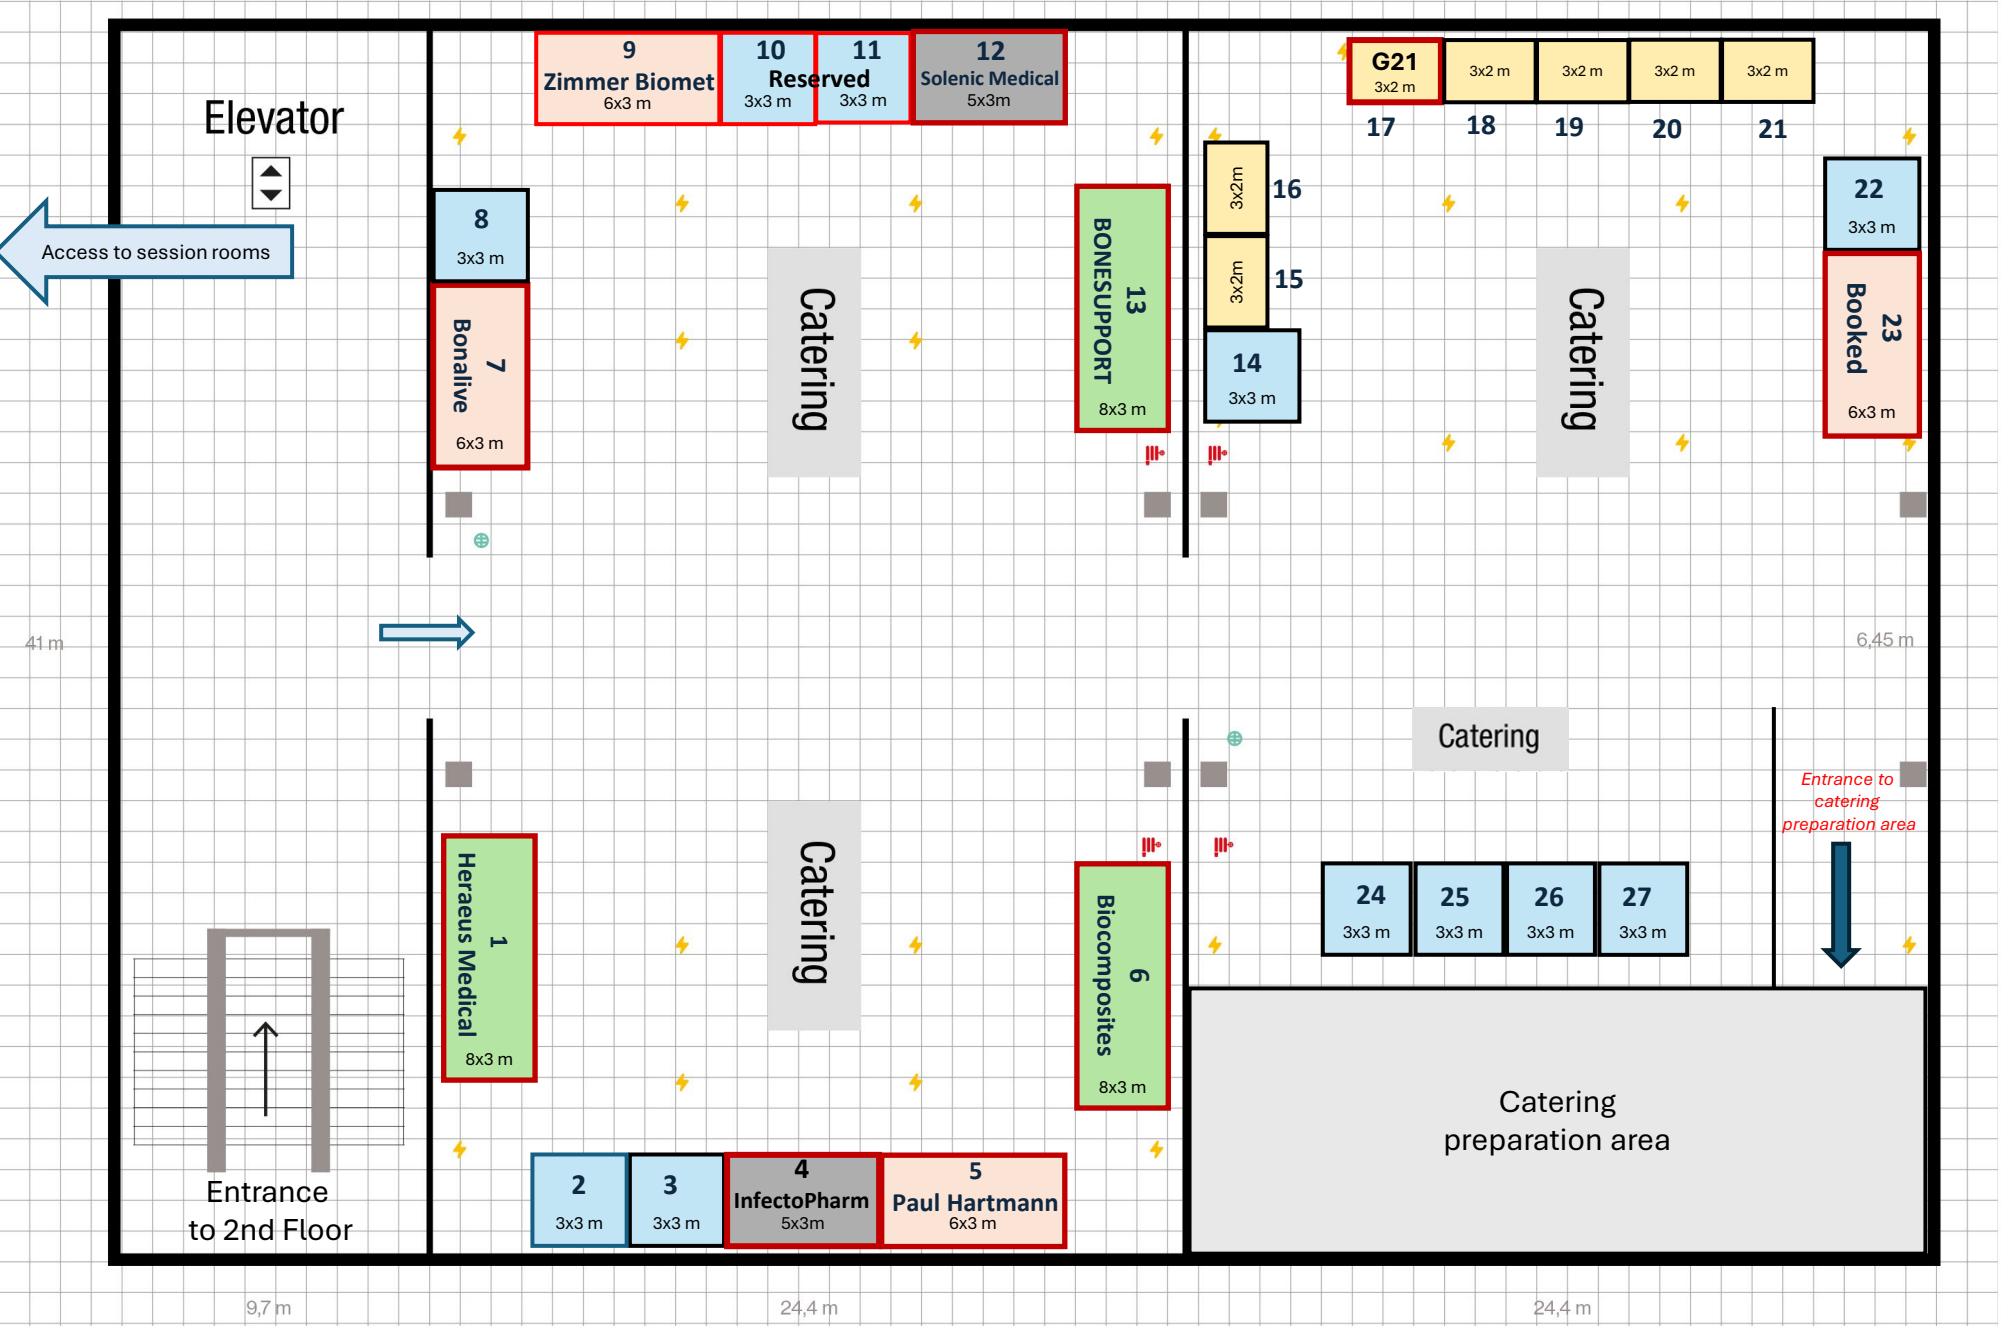 Elevator
Access to session rooms
9
Zimmer Biomet
6x3 m
10
11
Reserved
3x3 m
3x3 m
12
Solenic Medical
5x3m
8
3x3 m
7
Bonalive
6x3 m
Catering
13
BONESUPPORT
8x3 m
G21
3x2 m
3x2 m
3x2 m
3x2 m
3x2 m
17
18
19
20
21
3x2m
16
3x2m
15
14
3x3 m
Catering
22
3x3 m
23
Booked
6x3 m
41 m
6,45 m
1
Heraeus Medical
8x3 m
Catering
6
Biocomposites
8x3 m
2
3x3 m
3
3x3 m
4
InfectoPharm
5x3m
5
Paul Hartmann
6x3 m
Catering
Entrance to
catering
preparation area
24
3x3 m
25
3x3 m
26
3x3 m
27
3x3 m
Catering
preparation area
Entrance
to 2nd Floor
9,7 m
24,4 m
24,4 m